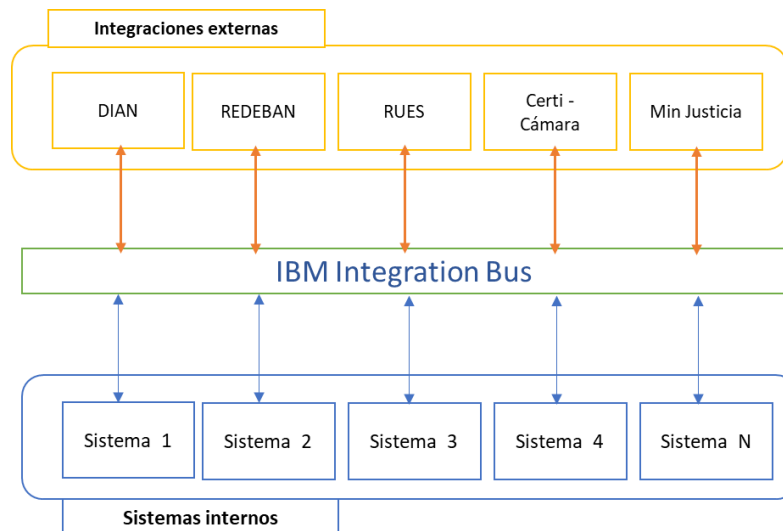 Integraciones externas
DIAN
REDEBAN
RUES
Certi -
Cámara
Min Justicia
IBM Integration Bus
Sistema 1
Sistema 2
Sistema 3
Sistema 4
Sistema N
Sistemas internos